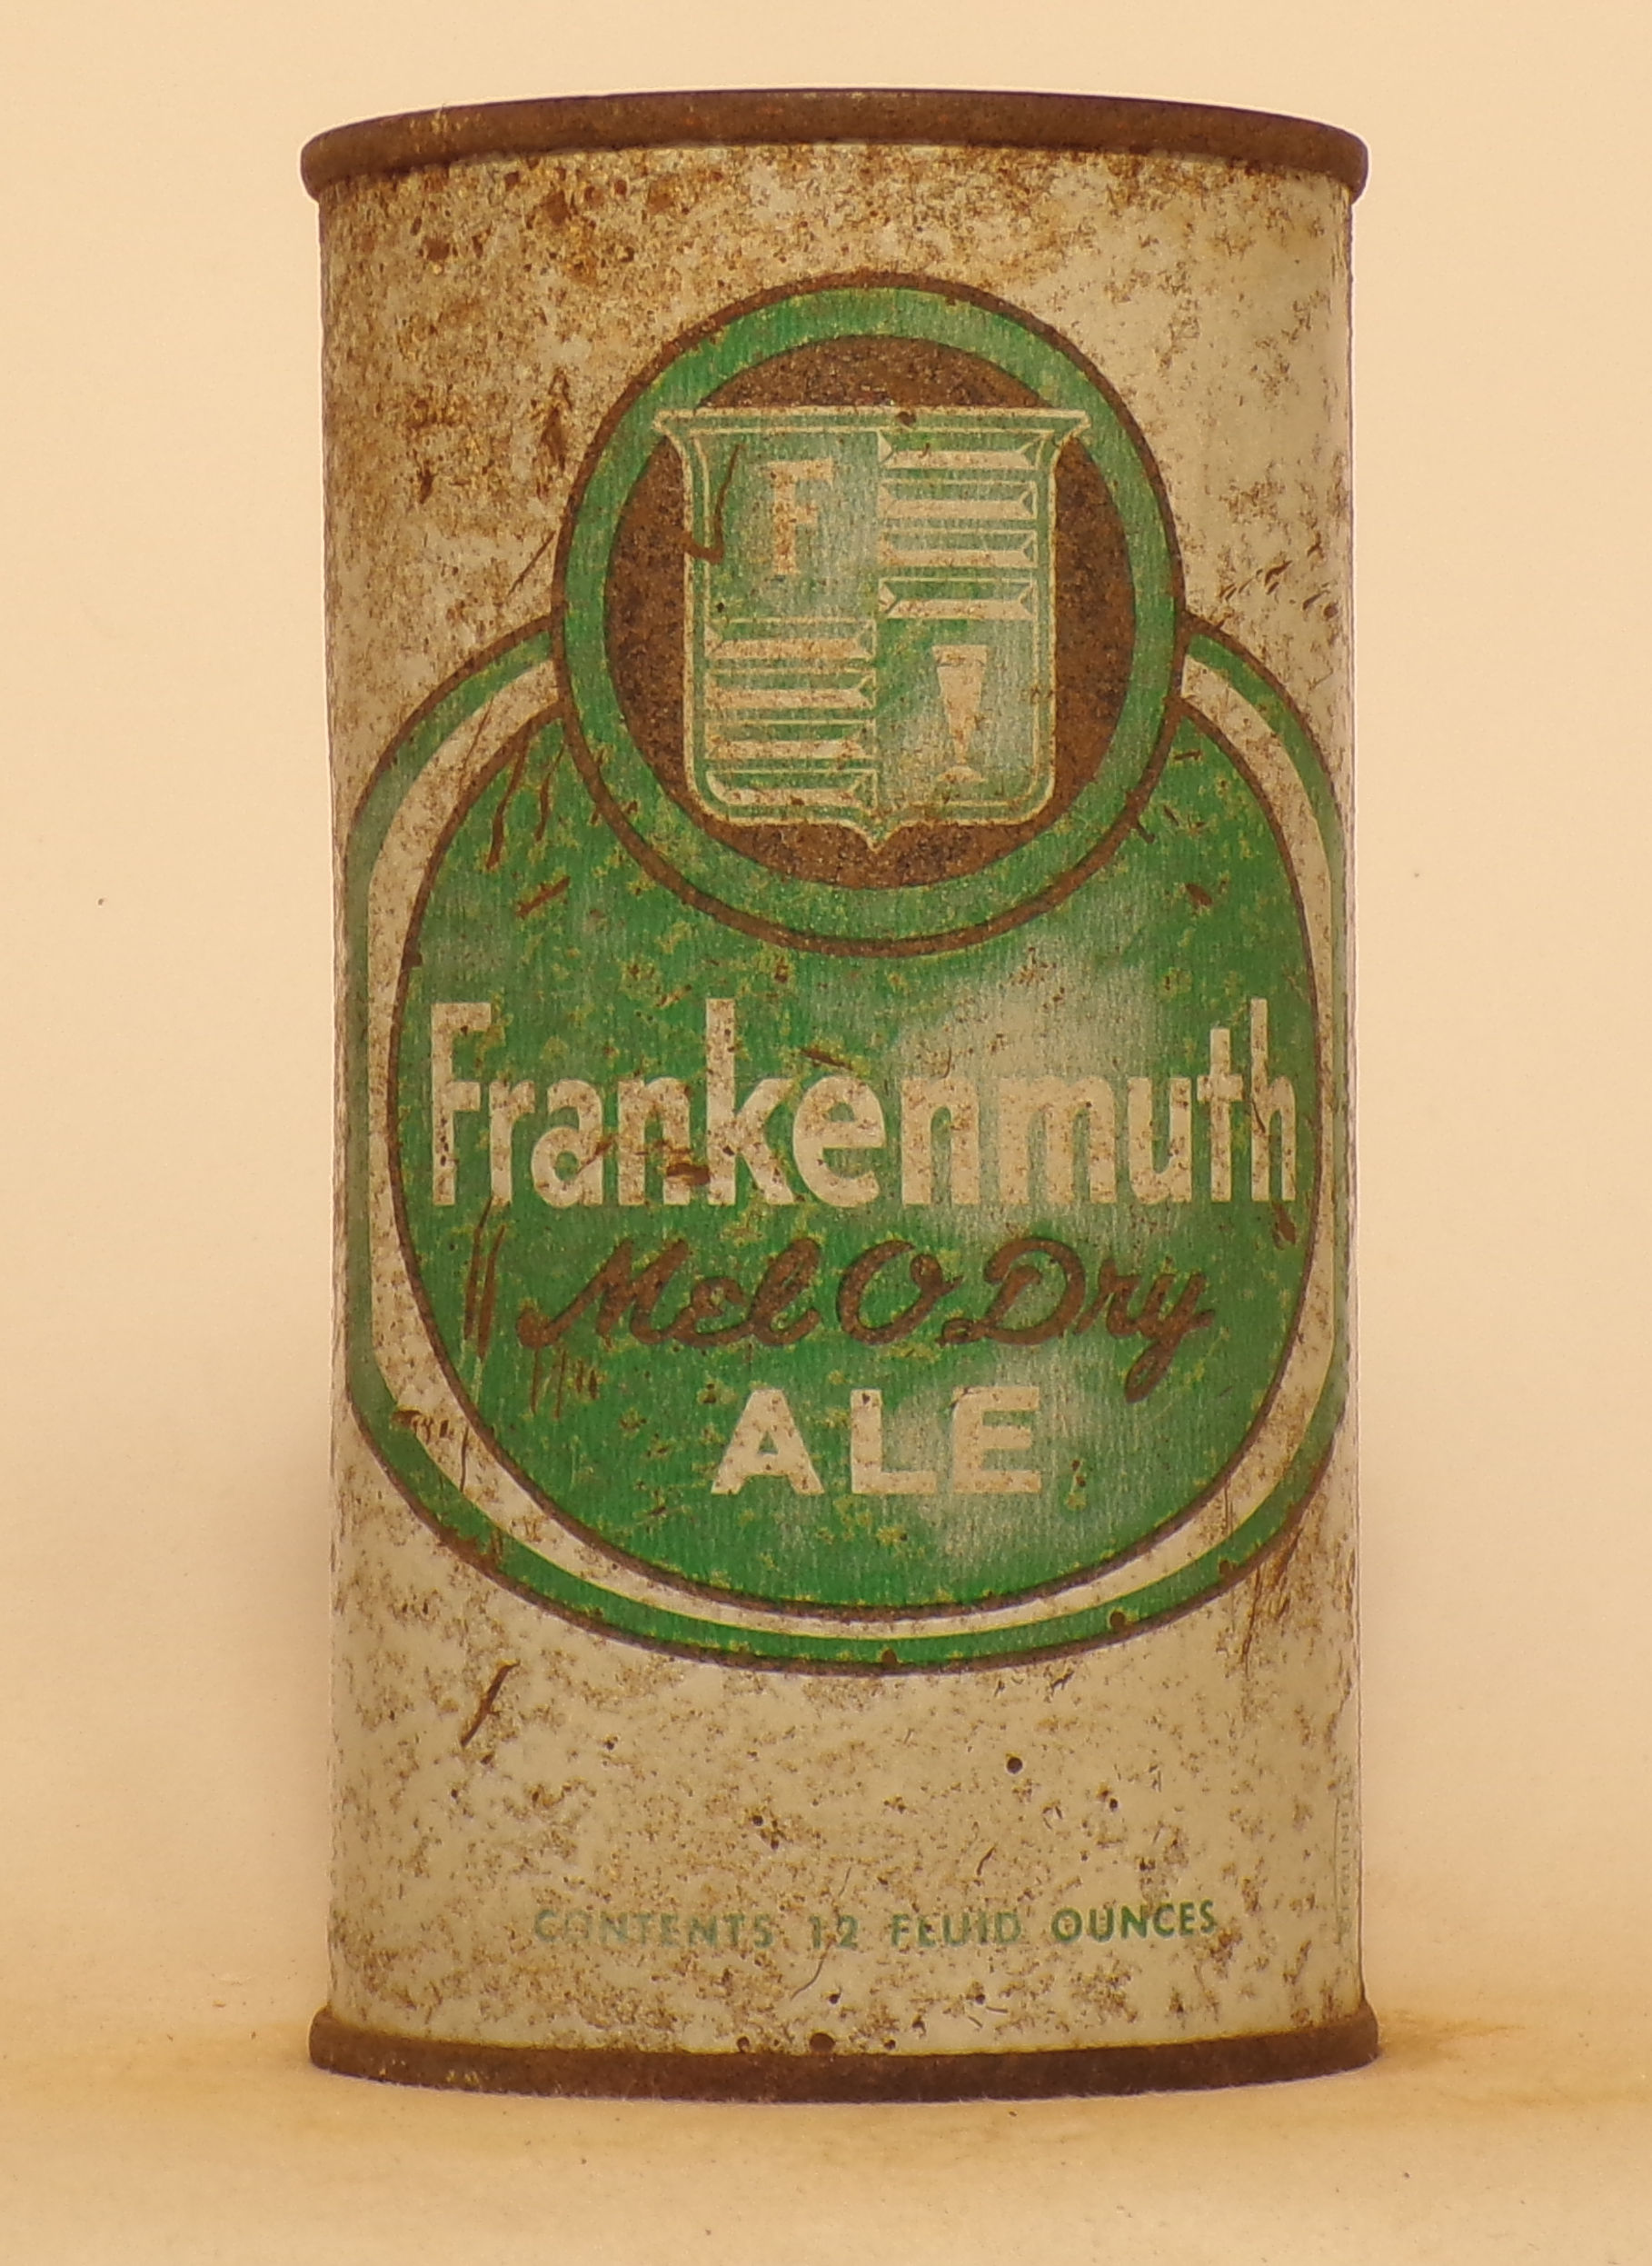 F
Frankenmuth
Mel O Dry
ALE
CONTENTS 12 FLUID OUNCES